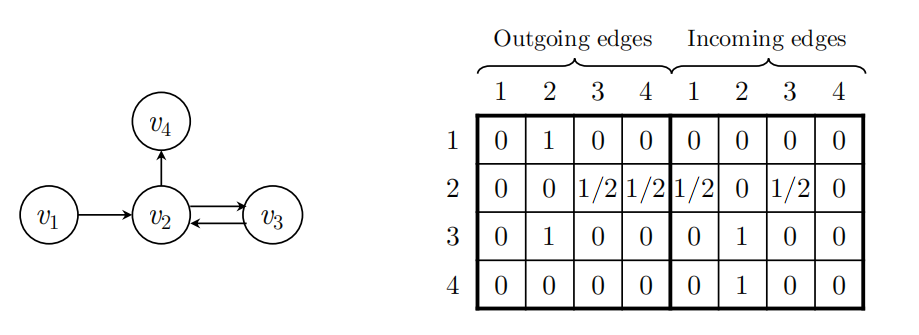 Outgoing edges Incoming edges
1 2 3 4 1 2 3 4
v4
1 0 1 0 0 0 0 0 0
2 0 0 1/2 1/2 1/2 0 1/2 0
v1 v2 v3
3 0 1 0 0 0 1 0 0
4 0 0 0 0 0 1 0 0